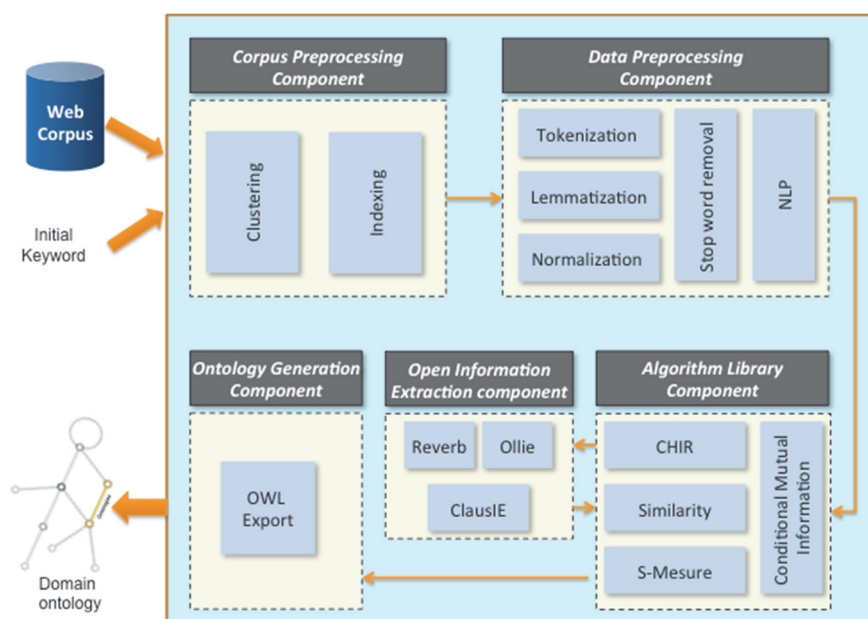 Web
Corpus
Initial
Keyword
Corpus Preprocessing
Component
Clustering
Indexing
Data Preprocessing
Component
Tokenization
Lemmatization
Normalization
Stop word removal
NLP
Ontology Generation
Component
OWL
Export
Open Information
Extraction component
Reverb
Ollie
ClausIE
Algorithm Library
Component
CHIR
Similarity
S-Mesure
Conditional Mutual
Information
Domain
ontology